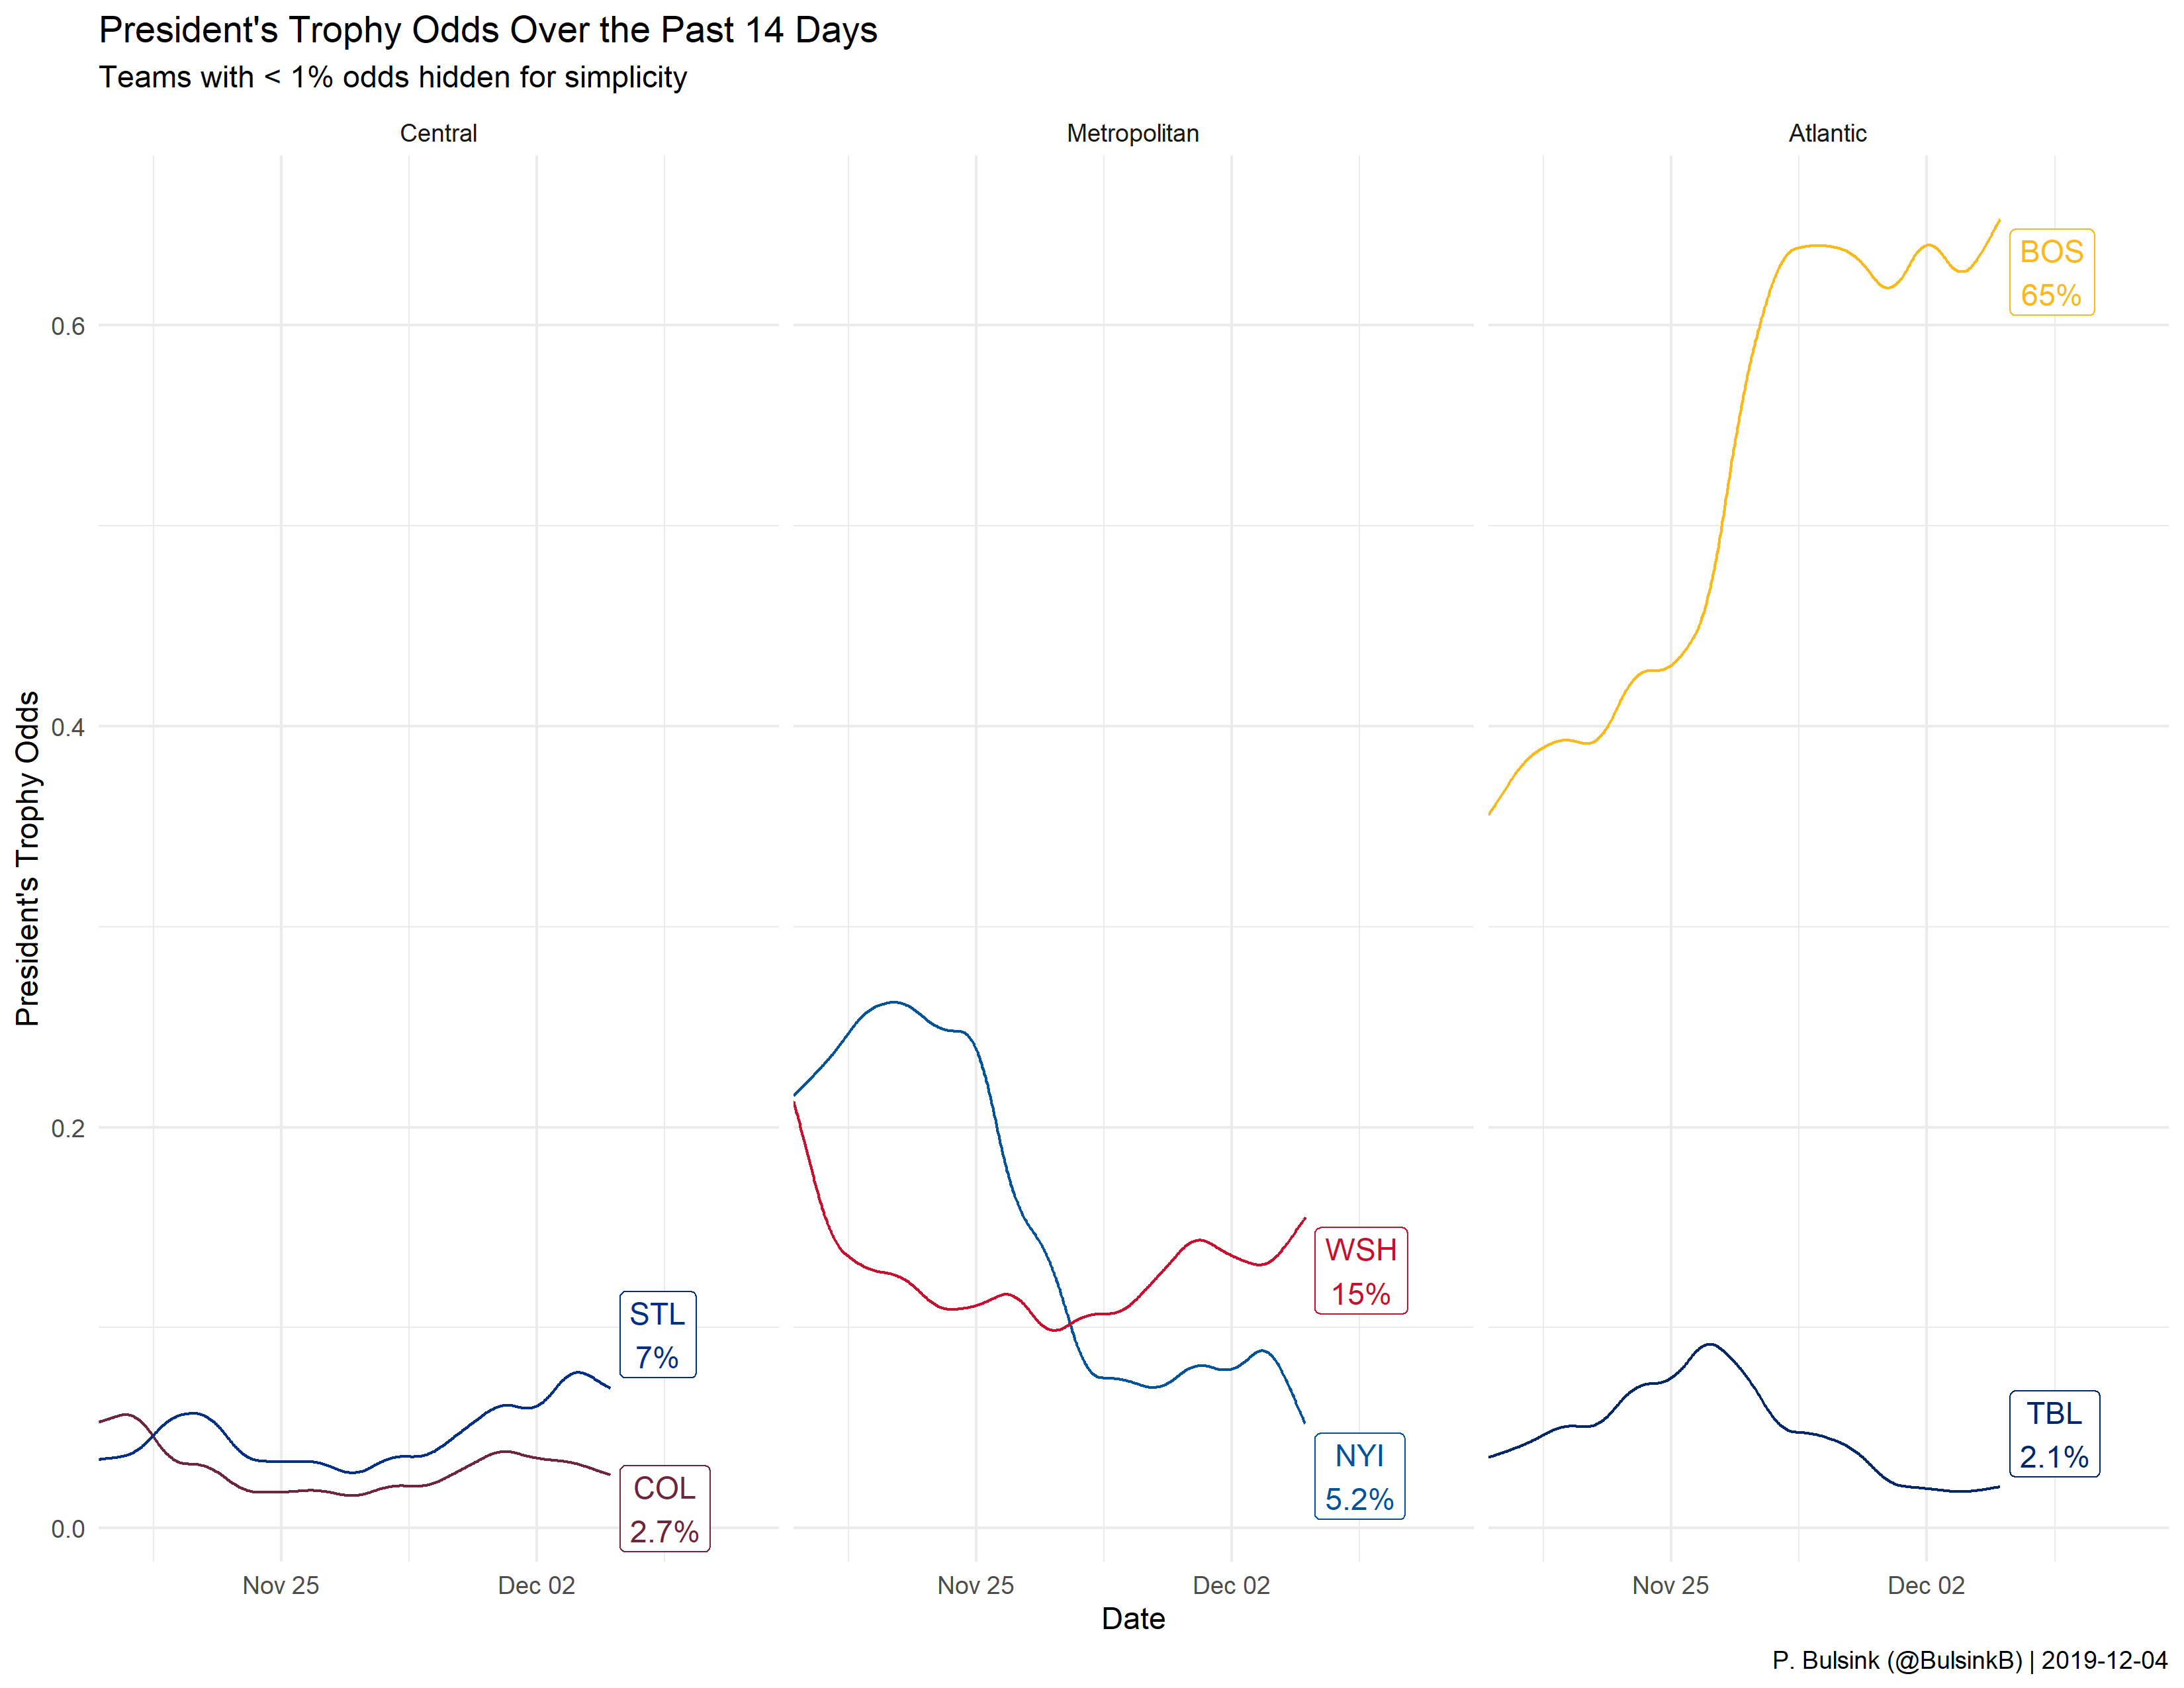 President's Trophy Odds Over the Past 14 Days
Teams with < 1% odds hidden for simplicity
Central
Metropolitan
Atlantic
President's Trophy Odds
0.6
0.4
0.2
0.0
STL
7%
COL
2.7%
WSH
15%
NYI
5.2%
BOS
65%
TBL
2.1%
Nov 25
Dec 02
Nov 25
Dec 02
Nov 25
Dec 02
Date
P. Bulsink (@BulsinkB) | 2019-12-04